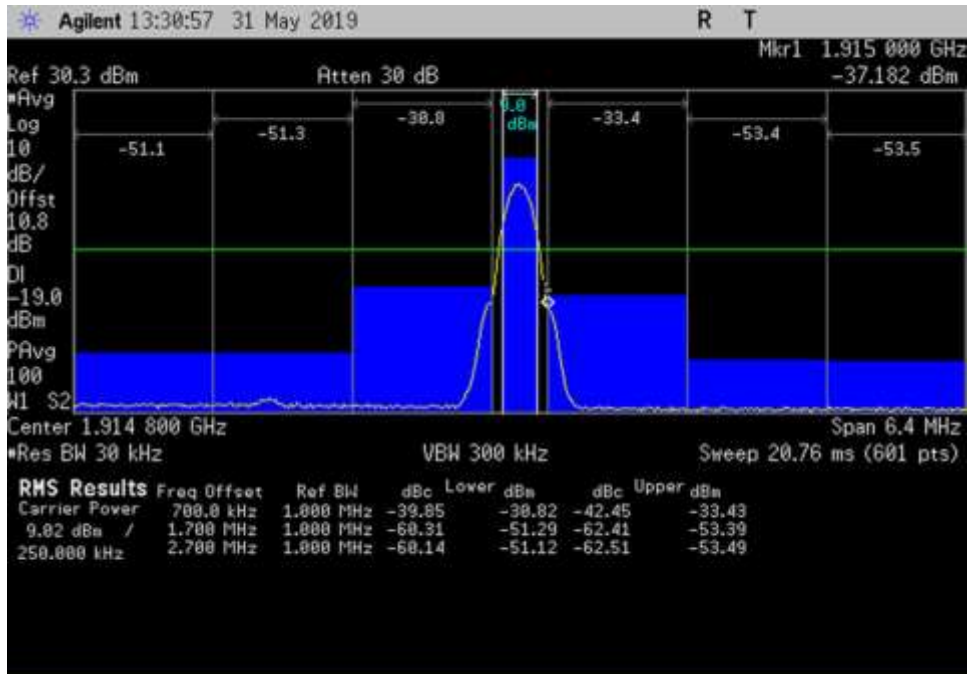 Agilent 13:30:57 31 May 2019 R T
Mkr1 1.915 000 GHz
Ref 30.3 dBm Atten 30 dB -37.182 dBm
#Avg
Log
10
dB/
Offst
10.8
dB
DI
-19.0
dBm
PAvg
100
W1 S2
-51.1 -51.3 -30.8 9.0 dBm -33.4 -53.4 -53.5
Center 1.914 800 GHz Span 6.4 MHz
#Res BW 30 kHz VBW 300 kHz Sweep 20.76 ms (601 pts)
RMS Results Freq Offset Ref BW dBc Lower dBm dBc Upper dBm
Carrier Power 700.0 kHz 1.000 MHz -39.85 -30.82 -42.45 -33.43
9.02 dBm / 1.700 MHz 1.000 MHz -60.31 -51.29 -62.41 -53.39
250.000 kHz 2.700 MHz 1.000 MHz -60.14 -51.12 -62.51 -53.49